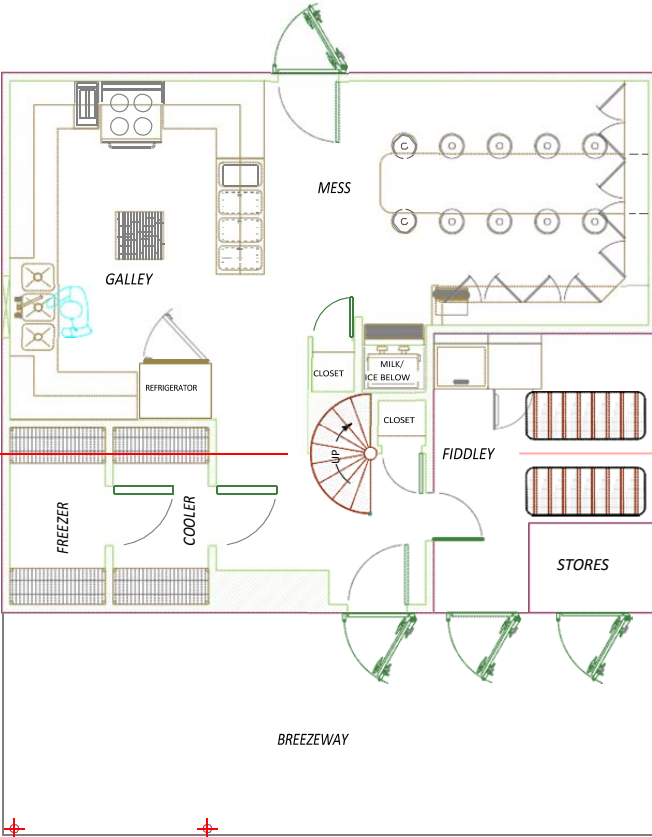 MESS
GALLEY
CLOSET
MILK/
ICE BELOW
REFRIGERATOR
CLOSET
UP
FIDDLEY
FREEZER
COOLER
STORES
BREEZEWAY